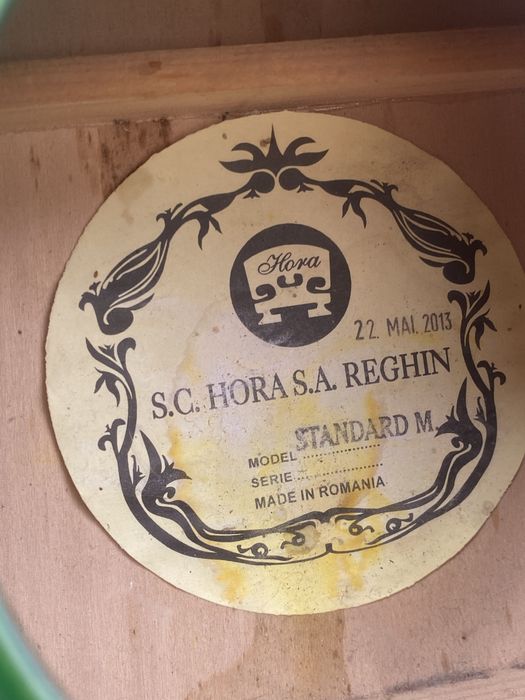 Hora
22. MAI. 2013
S.C. HORA S.A. REGHIN
MODEL STANDARD M.
SERIE
MADE IN ROMANIA